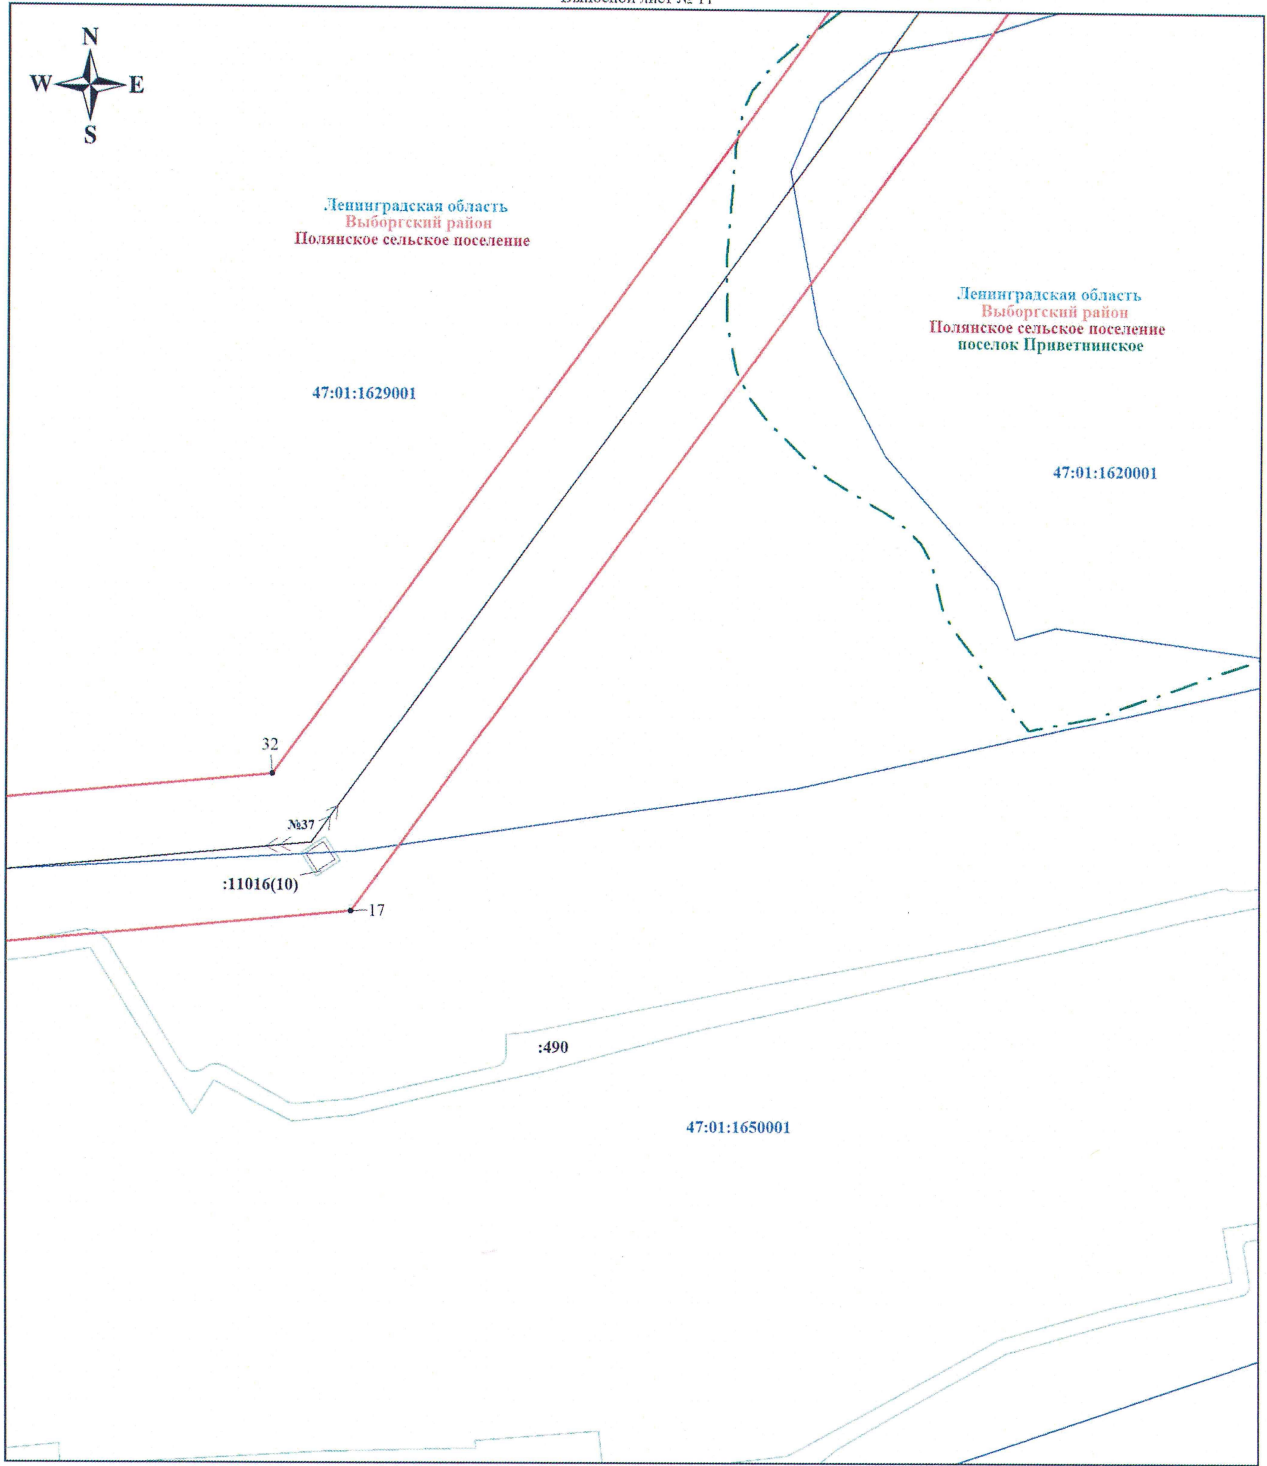 N
W E
S
Ленинградская область
Выборгский район
Полянское сельское поселение
Ленинградская область
Выборгский район
Полянское сельское поселение
поселок Приветнинское
47:01:1629001
47:01:1620001
32
№37
:11016(10)
17
:490
47:01:1650001